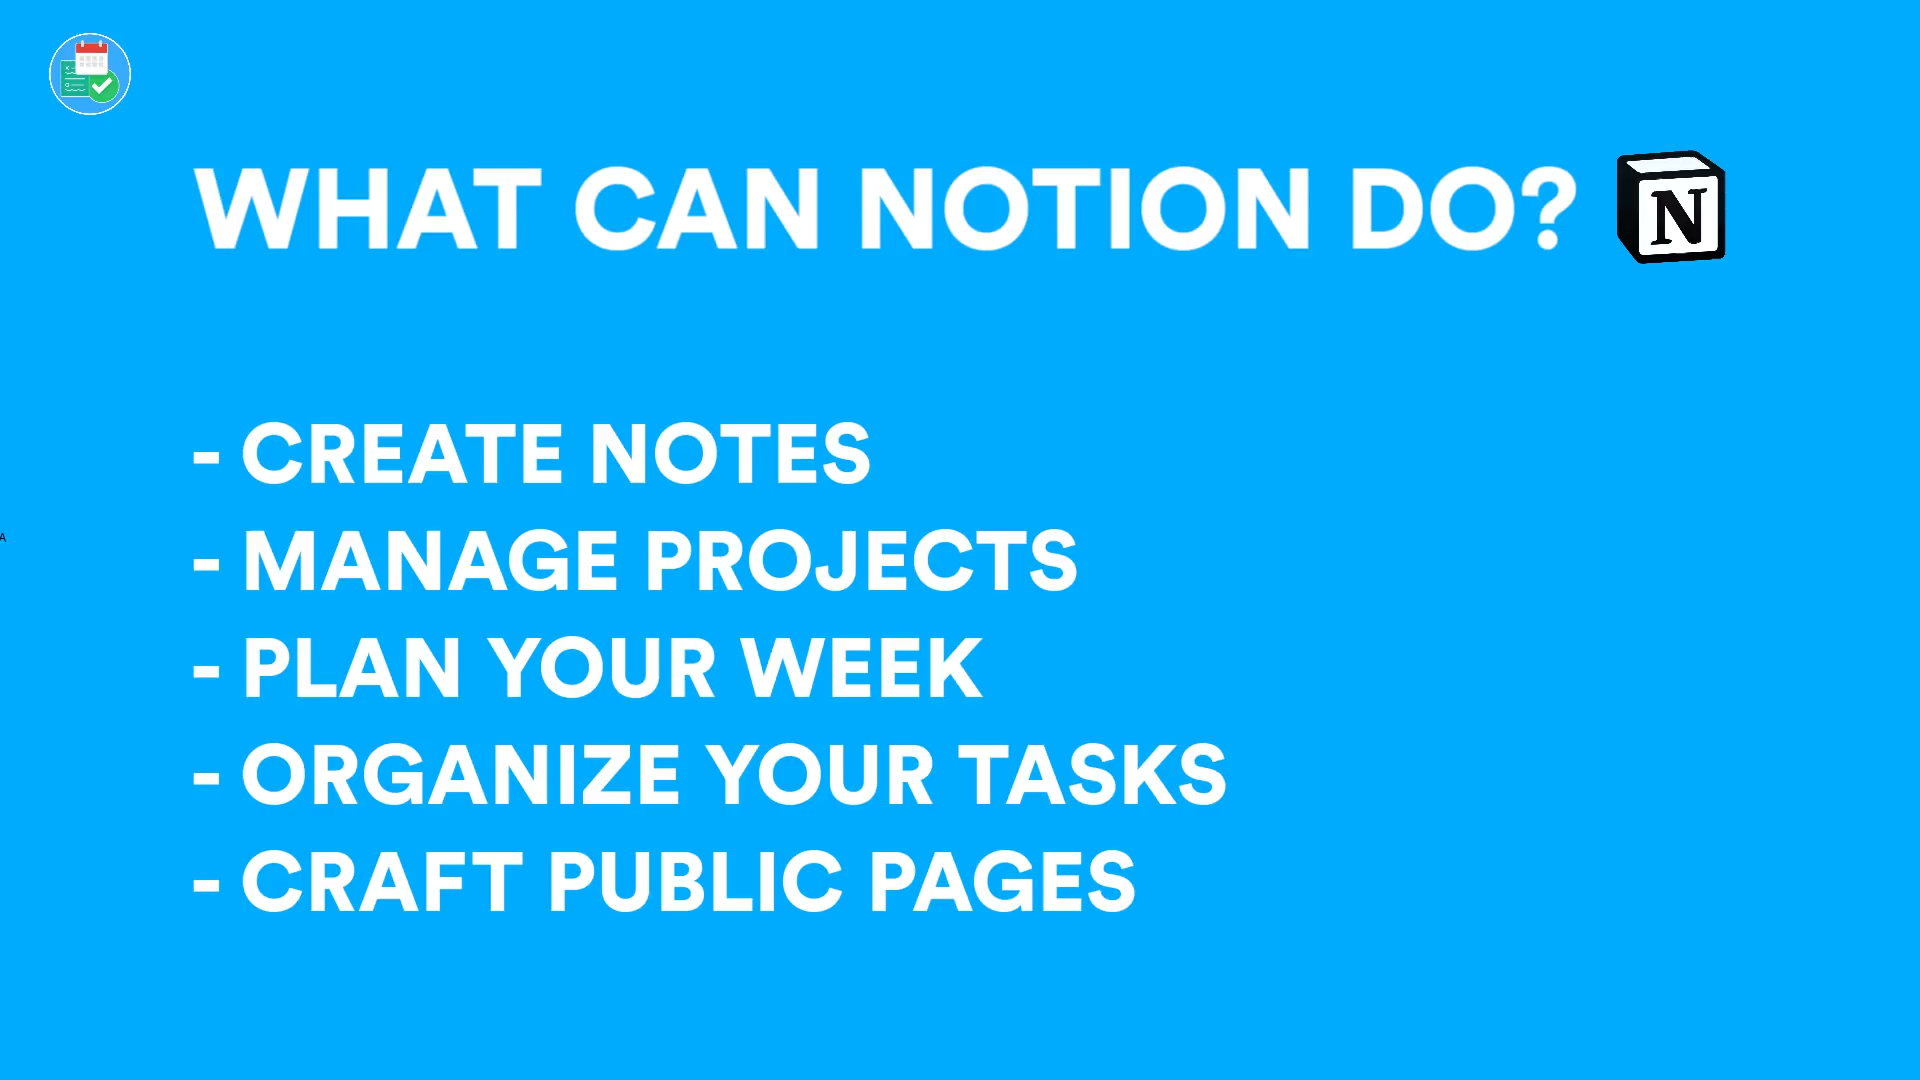 WHAT CAN NOTION DO? N
- CREATE NOTES
A
- MANAGE PROJECTS
- PLAN YOUR WEEK
- ORGANIZE YOUR TASKS
- CRAFT PUBLIC PAGES